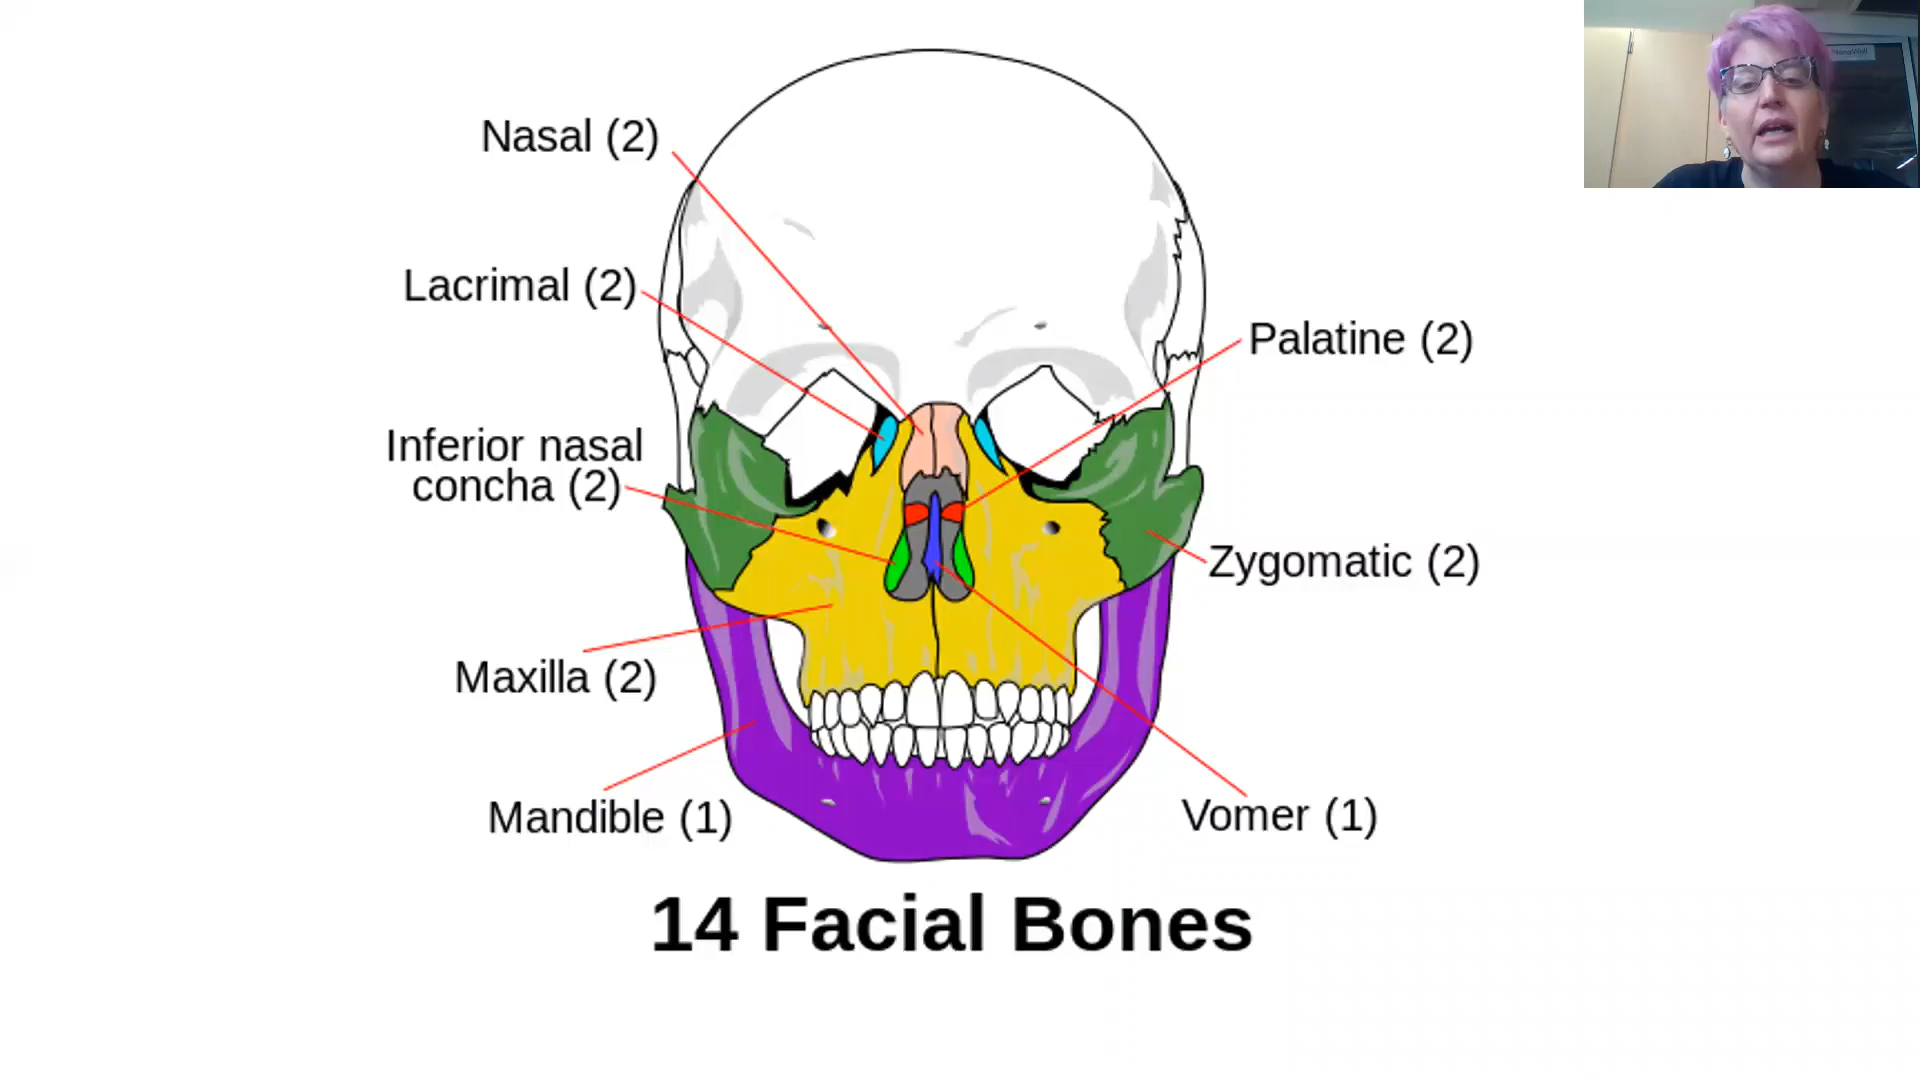 Nasal (2)
Lacrimal (2)
Palatine (2)
Inferior nasal
concha (2)
Zygomatic (2)
Maxilla (2)
Mandible (1)
Vomer (1)
14 Facial Bones